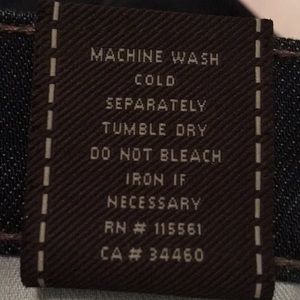 MACHINE WASH
COLD
SEPARATELY
TUMBLE DRY
DO NOT BLEACH
IRON IF
NECESSARY
RN # 115561
CA # 34460